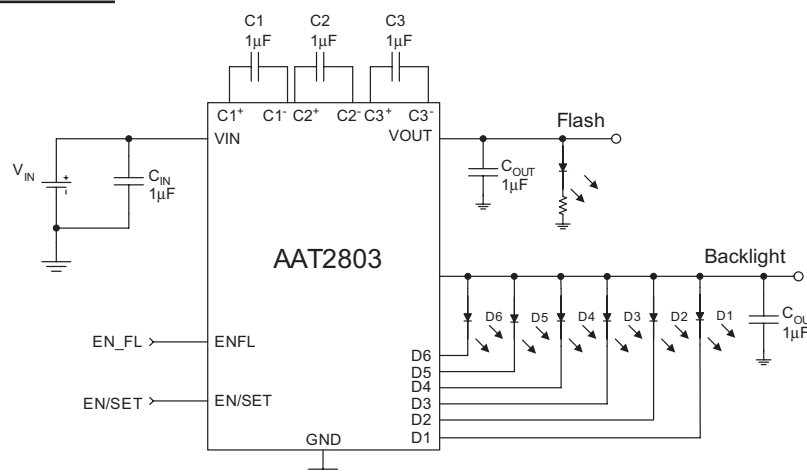 C1 C2 C3
1µF 1µF 1µF
C1+ C1- C2+ C2- C3+ C3-
Flash
VIN VOUT
VIN + - CIN
1µF
COUT
1µF
AAT2803
Backlight
D6 D5 D4 D3 D2 D1
COU
1µF
EN_FL ENFL
D6
D5
D4
EN/SET EN/SET
D3
D2
D1
GND